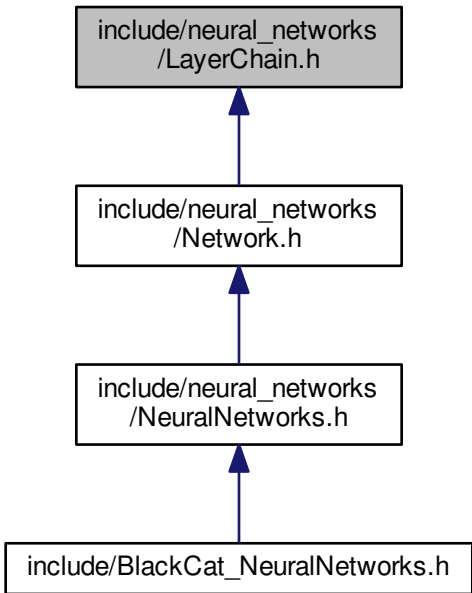 include/neural_networks
/LayerChain.h
include/neural_networks
/Network.h
include/neural_networks
/NeuralNetworks.h
include/BlackCat_NeuralNetworks.h